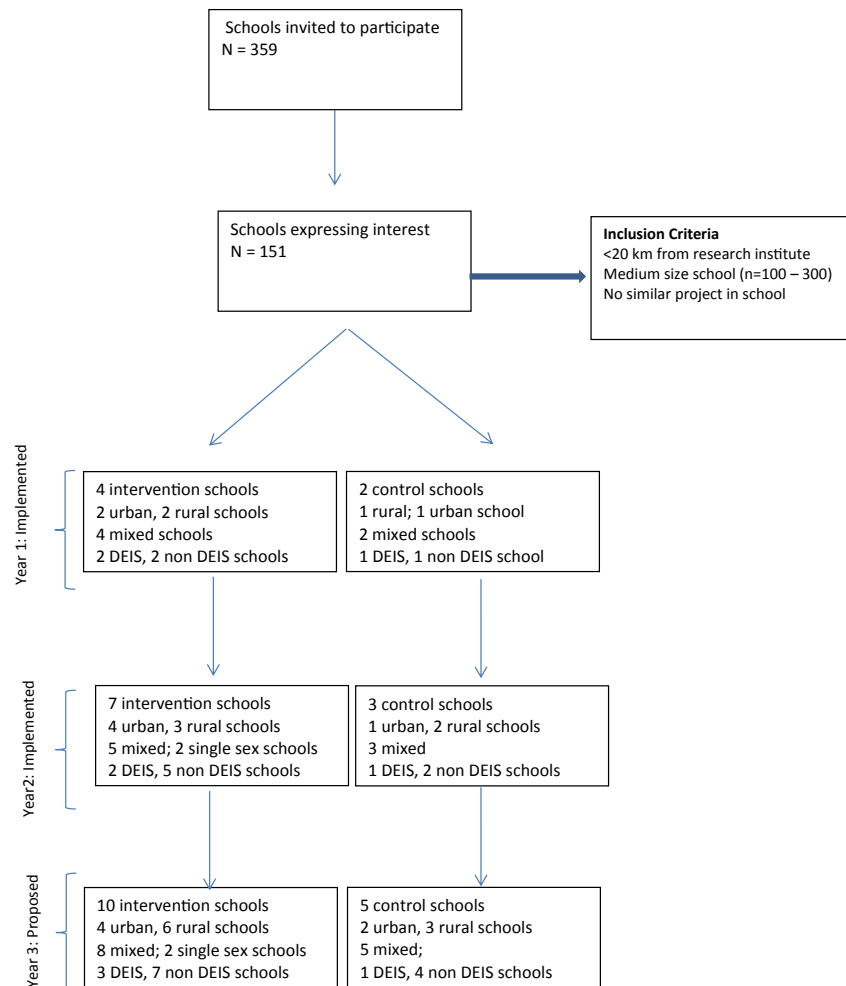 Schools invited to participate
N = 359
Schools expressing interest
N = 151
Inclusion Criteria
<20 km from research institute
Medium size school (n=100 – 300)
No similar project in school
Year 1: Implemented
4 intervention schools
2 urban, 2 rural schools
4 mixed schools
2 DEIS, 2 non DEIS schools
2 control schools
1 rural; 1 urban school
2 mixed schools
1 DEIS, 1 non DEIS school
Year2: Implemented
7 intervention schools
4 urban, 3 rural schools
5 mixed; 2 single sex schools
2 DEIS, 5 non DEIS schools
3 control schools
1 urban, 2 rural schools
3 mixed
1 DEIS, 2 non DEIS schools
Year 3: Proposed
10 intervention schools
4 urban, 6 rural schools
8 mixed; 2 single sex schools
3 DEIS, 7 non DEIS schools
5 control schools
2 urban, 3 rural schools
5 mixed;
1 DEIS, 4 non DEIS schools